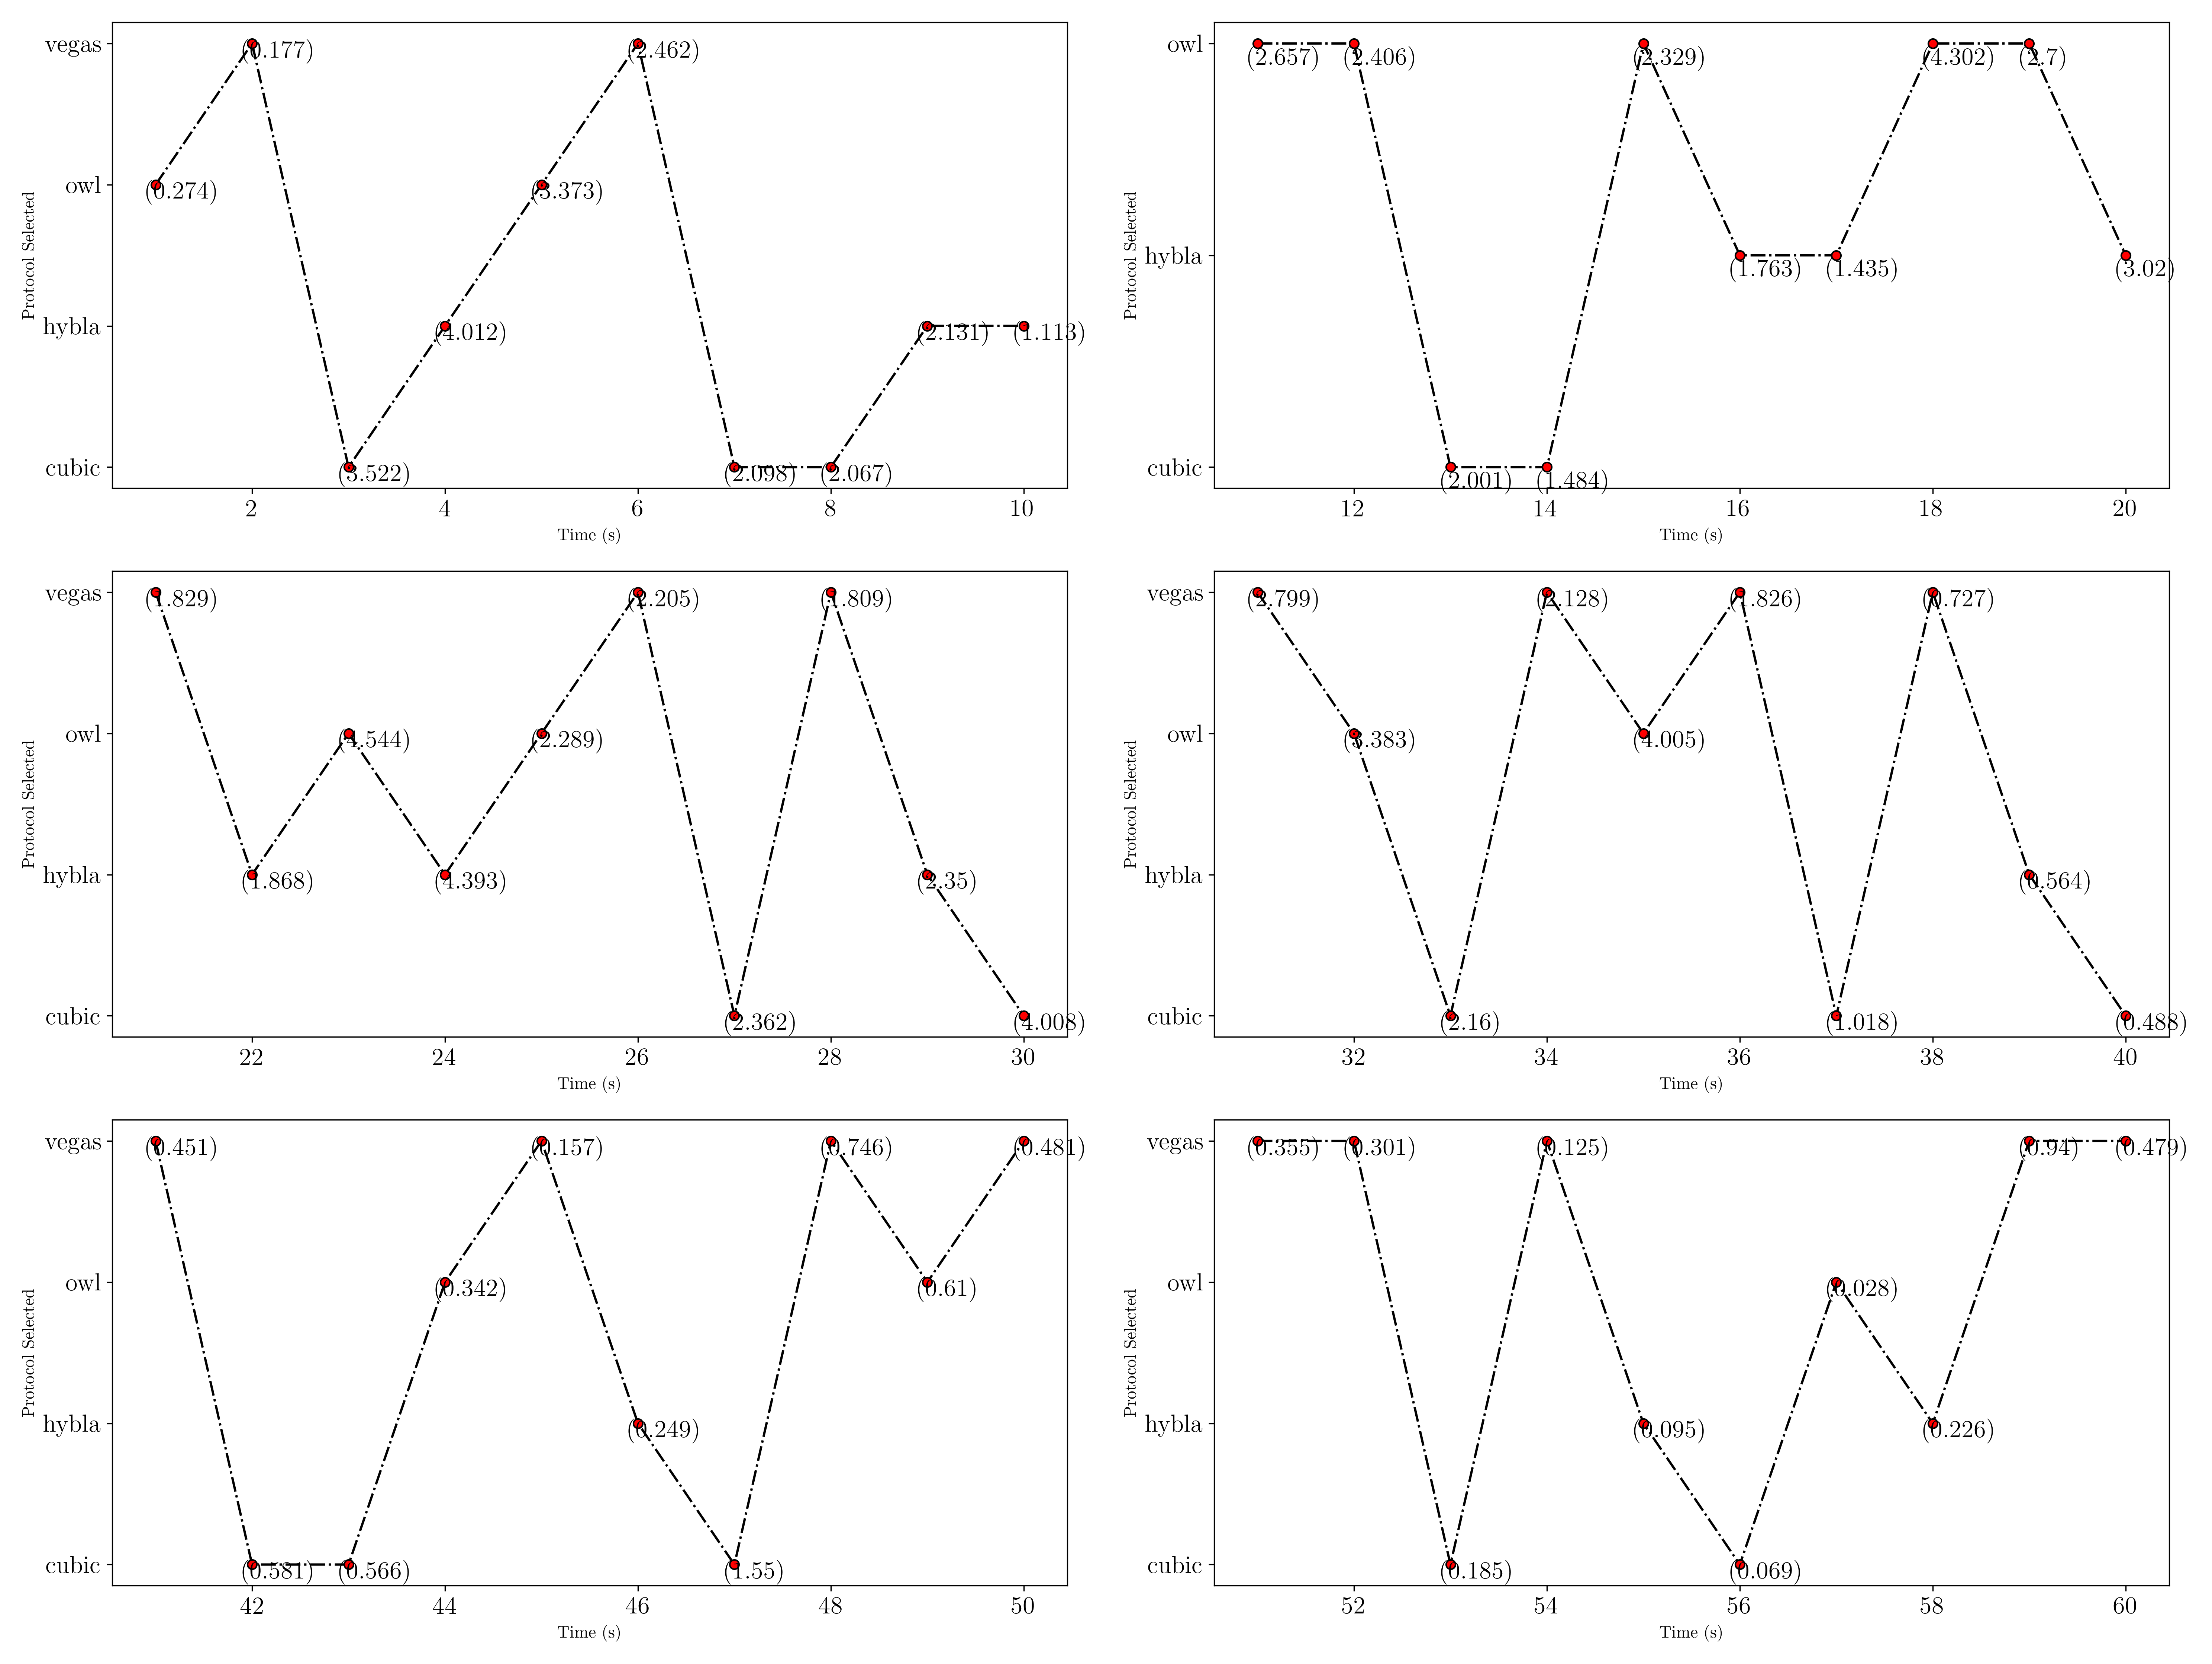 vegas
owl
hybla
cubic
Protocol Selected
(0.274)
(0.177)
(3.522)
(4.012)
(3.373)
(2.462)
(2.098)
(2.067)
(2.131)
(1.113)
2 4 6 8 10
Time (s)
owl
hybla
cubic
Protocol Selected
(2.657)
(2.406)
(2.001)
(1.484)
(2.329)
(1.763)
(1.435)
(4.302)
(2.7)
(3.02)
12 14 16 18 20
Time (s)
vegas
owl
hybla
cubic
Protocol Selected
(1.829)
(1.868)
(4.544)
(4.393)
(2.289)
(2.205)
(2.362)
(1.809)
(2.35)
(4.008)
22 24 26 28 30
Time (s)
vegas
owl
hybla
cubic
Protocol Selected
(2.799)
(3.383)
(2.16)
(2.128)
(4.005)
(1.826)
(1.018)
(0.727)
(0.564)
(0.488)
32 34 36 38 40
Time (s)
vegas
owl
hybla
cubic
Protocol Selected
(0.451)
(0.581)
(0.566)
(0.342)
(0.157)
(0.249)
(1.55)
(0.746)
(0.61)
(0.481)
42 44 46 48 50
Time (s)
vegas
owl
hybla
cubic
Protocol Selected
(0.355)
(0.301)
(0.185)
(0.125)
(0.095)
(0.069)
(0.028)
(0.226)
(0.94)
(0.479)
52 54 56 58 60
Time (s)